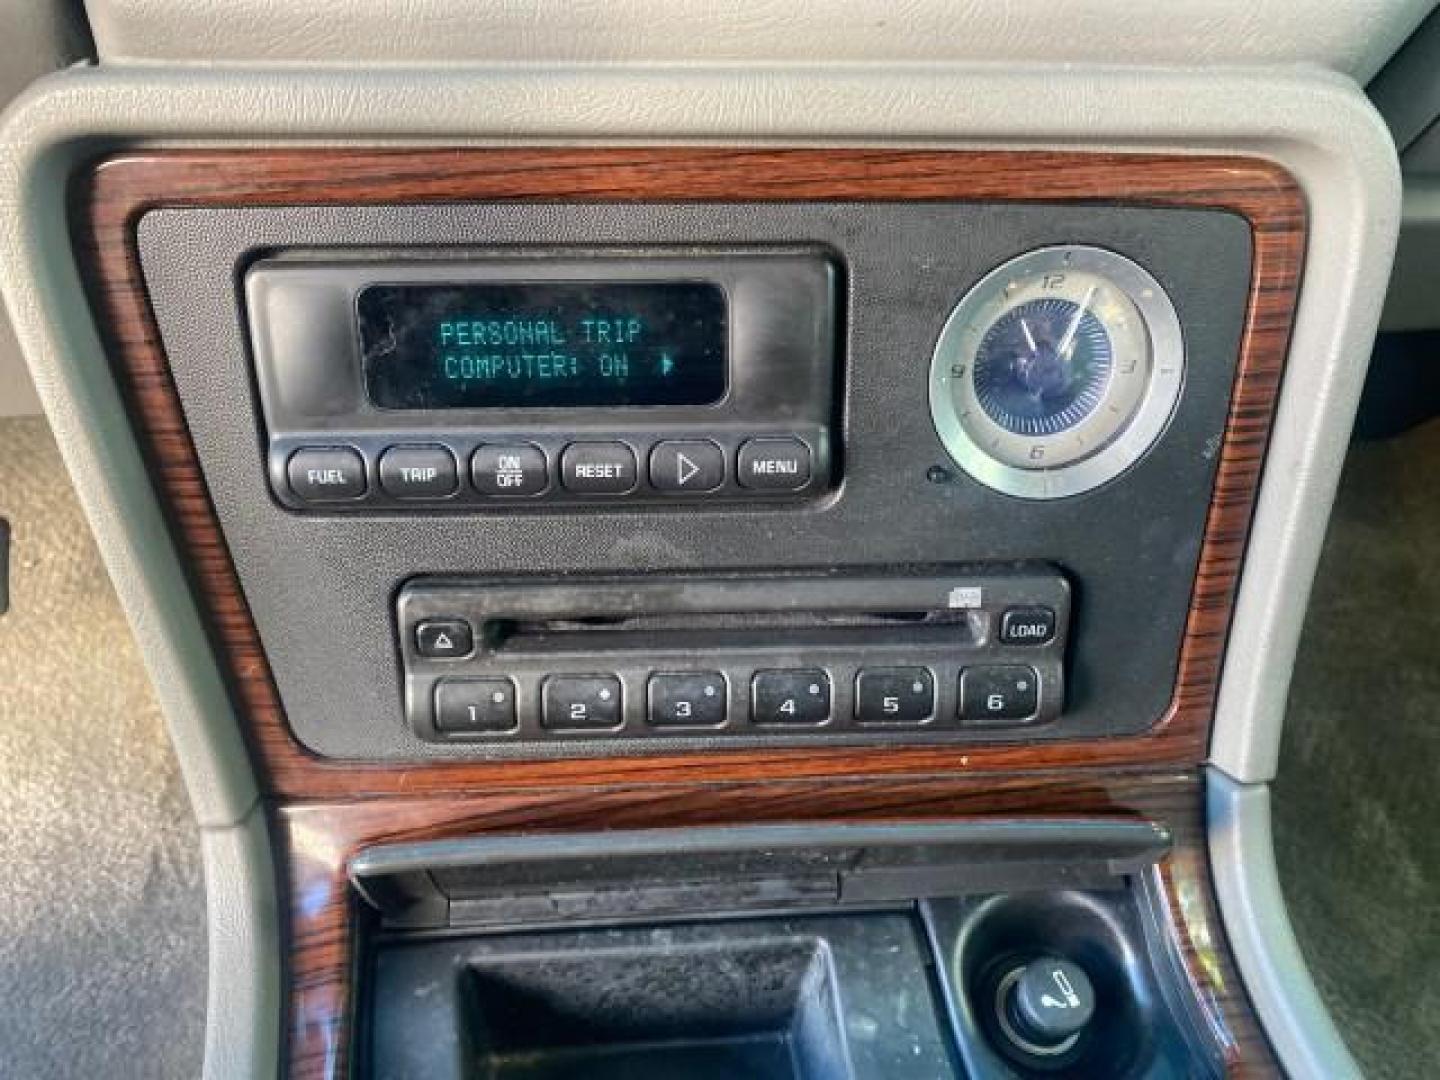 PERSONAL TRIP
COMPUTER: ON
FUEL TRIP ON OFF RESET MENU
12
3
9
6
LOAD
1 2 3 4 5 6